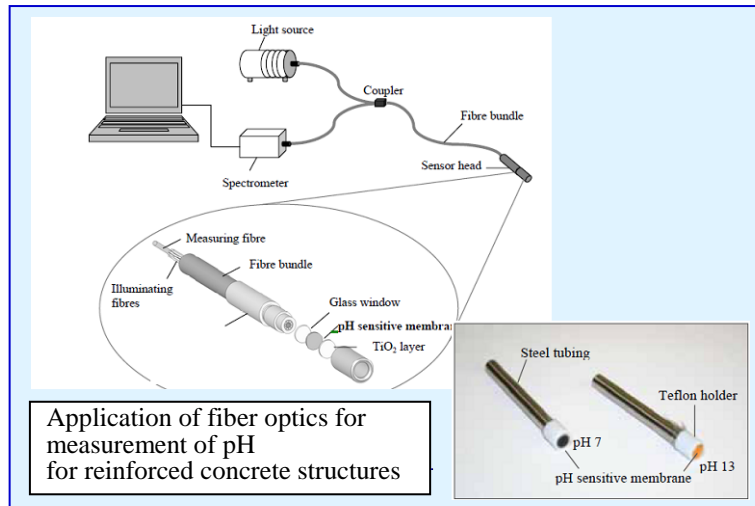 Light source
Coupler
Fibre bundle
Sensor head
Spectrometer
Measuring fibre
Fibre bundle
Illuminating
fibres
Glass window
pH sensitive membran
TiO₂ layer
Steel tubing
Teflon holder
pH 7
pH 13
pH sensitive membrane
Application of fiber optics for
measurement of pH
for reinforced concrete structures